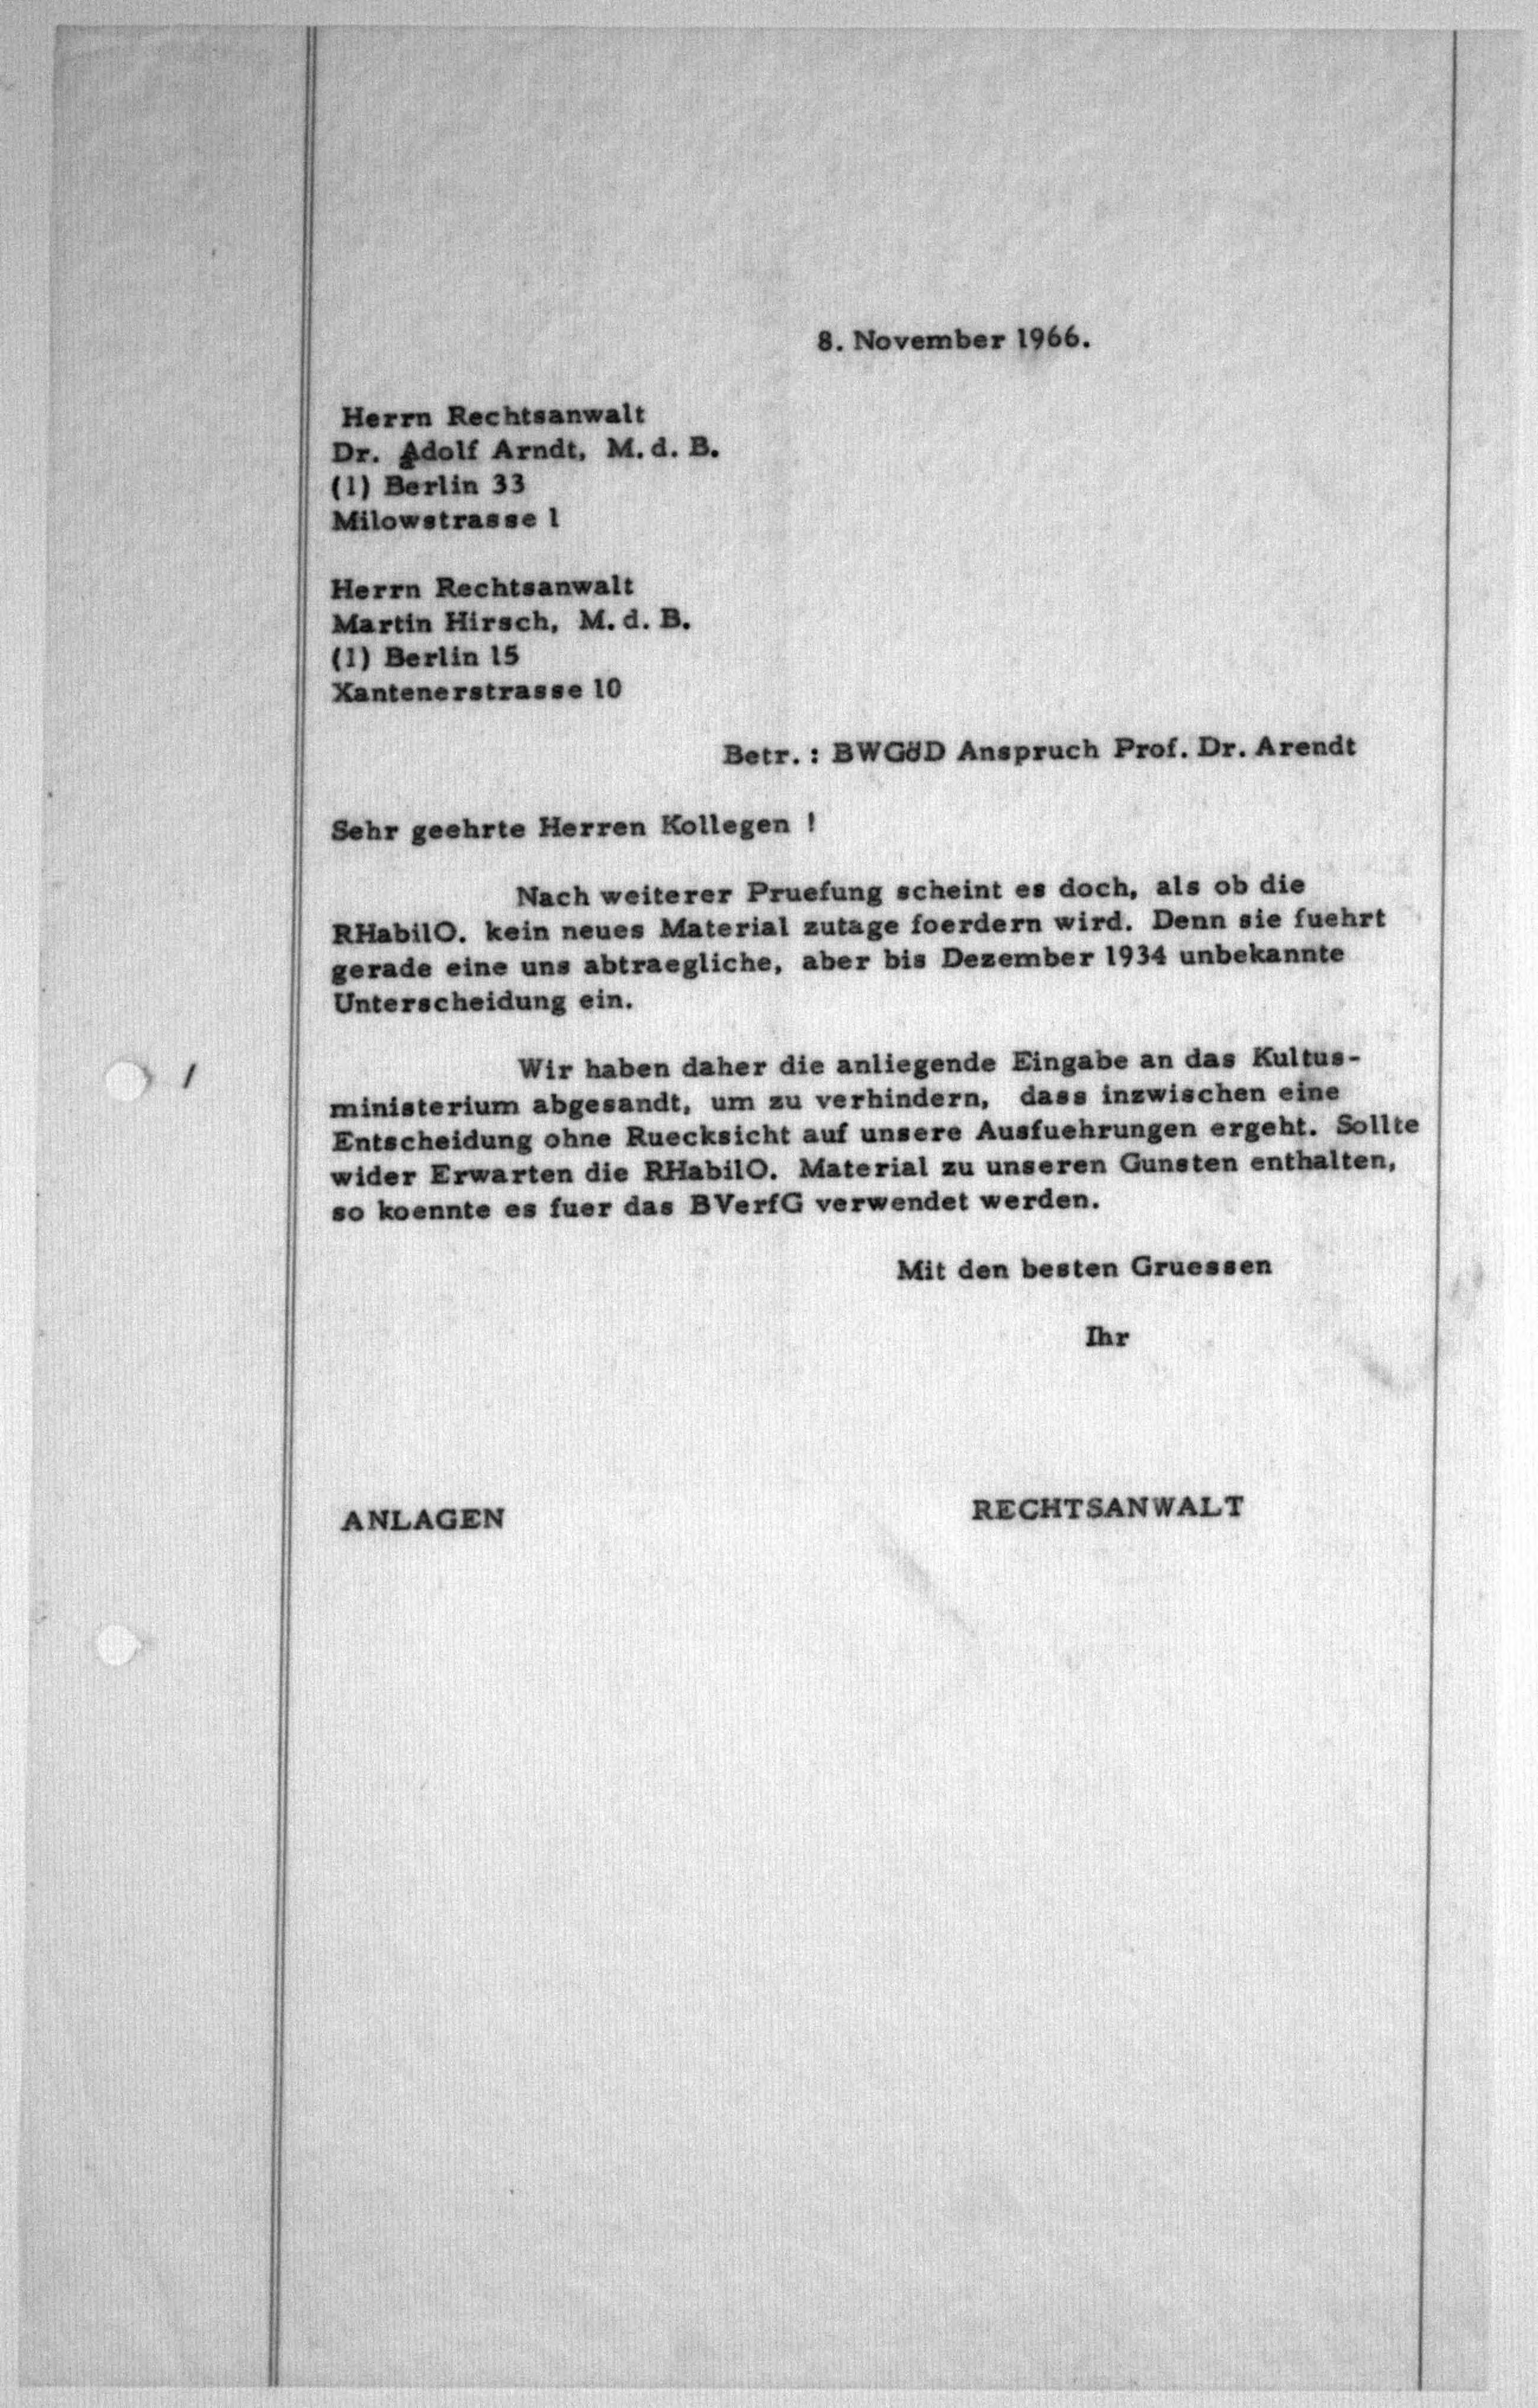 8. November 1966.
Herrn Rechtsanwalt
Dr. Adolf Arndt, M. d. B.
(1) Berlin 33
Milowstrasse 1
Herrn Rechtsanwalt
Martin Hirsch, M. d. B.
(1) Berlin 15
Xantenerstrasse 10
Betr. : BWGöD Anspruch Prof. Dr. Arendt
Sehr geehrte Herren Kollegen !
Nach weiterer Pruefung scheint es doch, als ob die
RHabilO. kein neues Material zutage foerdern wird. Denn sie fuehrt
gerade eine uns abtraegliche, aber bis Dezember 1934 unbekannte
Unterscheidung ein.
Wir haben daher die anliegende Eingabe an das Kultus-
/
ministerium abgesandt, um zu verhindern, dass inzwischen eine
Entscheidung ohne Ruecksicht auf unsere Ausfuehrungen ergeht. Sollte
wider Erwarten die RHabilO. Material zu unseren Gunsten enthalten,
so koennte es fuer das BVerfG verwendet werden.
Mit den besten Gruessen
Ihr
ANLAGEN
RECHTSANWALT